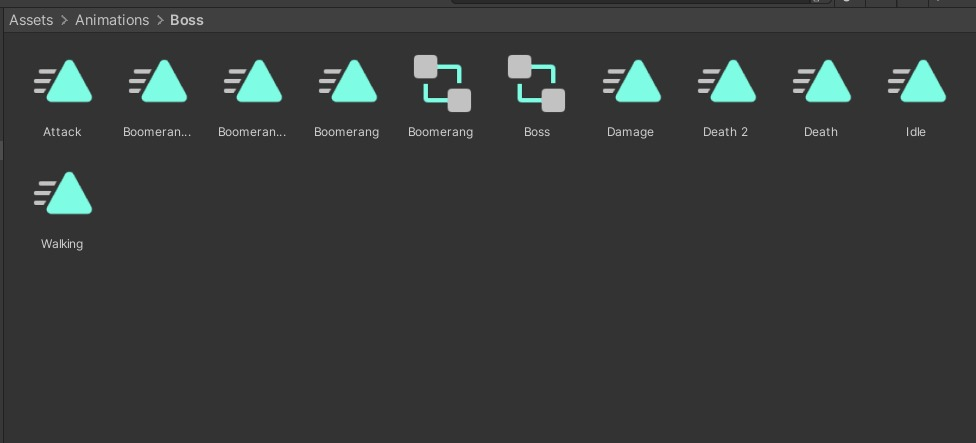 Assets > Animations > Boss
Attack Boomeran... Boomeran... Boomerang Boomerang Boss Damage Death 2 Death Idle
Walking